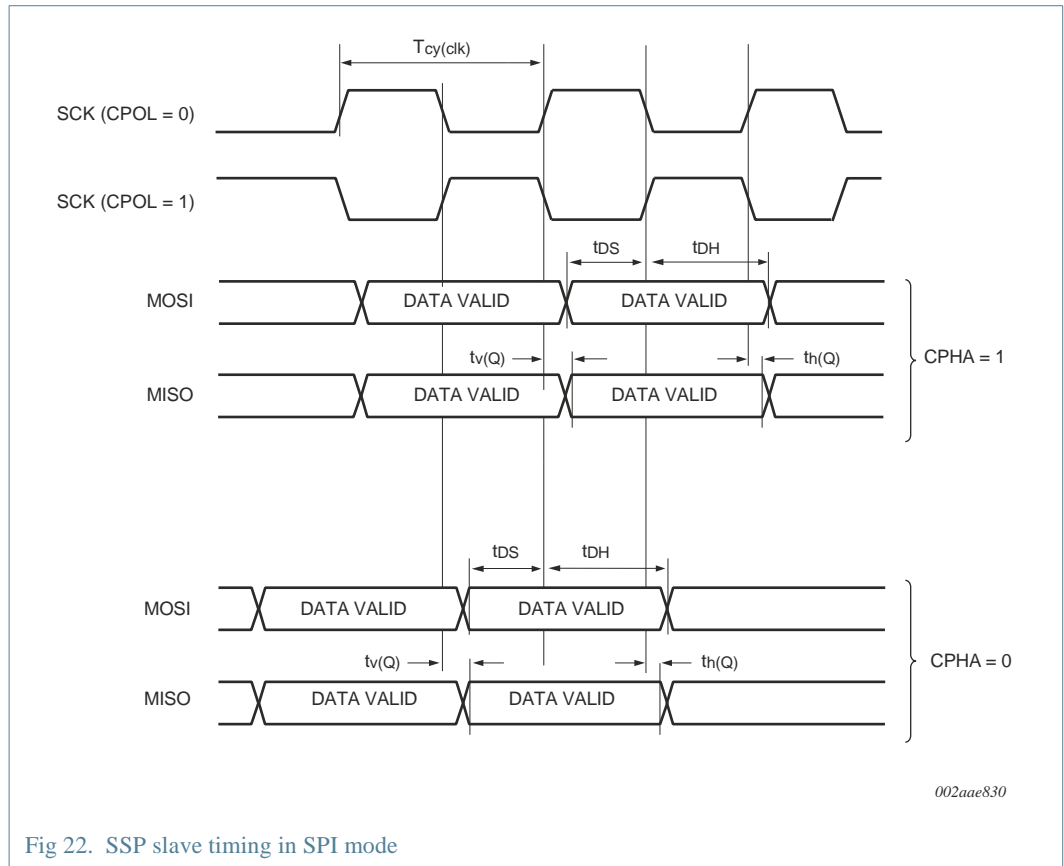 Tcy(clk)
SCK (CPOL = 0)
SCK (CPOL = 1)
tDS tDH
MOSI DATA VALID DATA VALID
tv(Q) th(Q)
CPHA = 1
MISO DATA VALID DATA VALID
tDS tDH
MOSI DATA VALID DATA VALID
tv(Q) th(Q)
CPHA = 0
MISO DATA VALID DATA VALID
002aae830
Fig 22. SSP slave timing in SPI mode